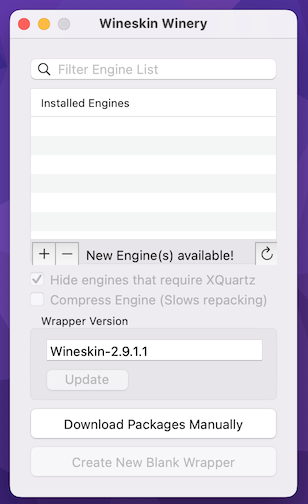 Wineskin Winery
Filter Engine List
Installed Engines
+ − New Engine(s) available!
Hide engines that require XQuartz
Compress Engine (Slows repacking)
Wrapper Version
Wineskin-2.9.1.1
Update
Download Packages Manually
Create New Blank Wrapper